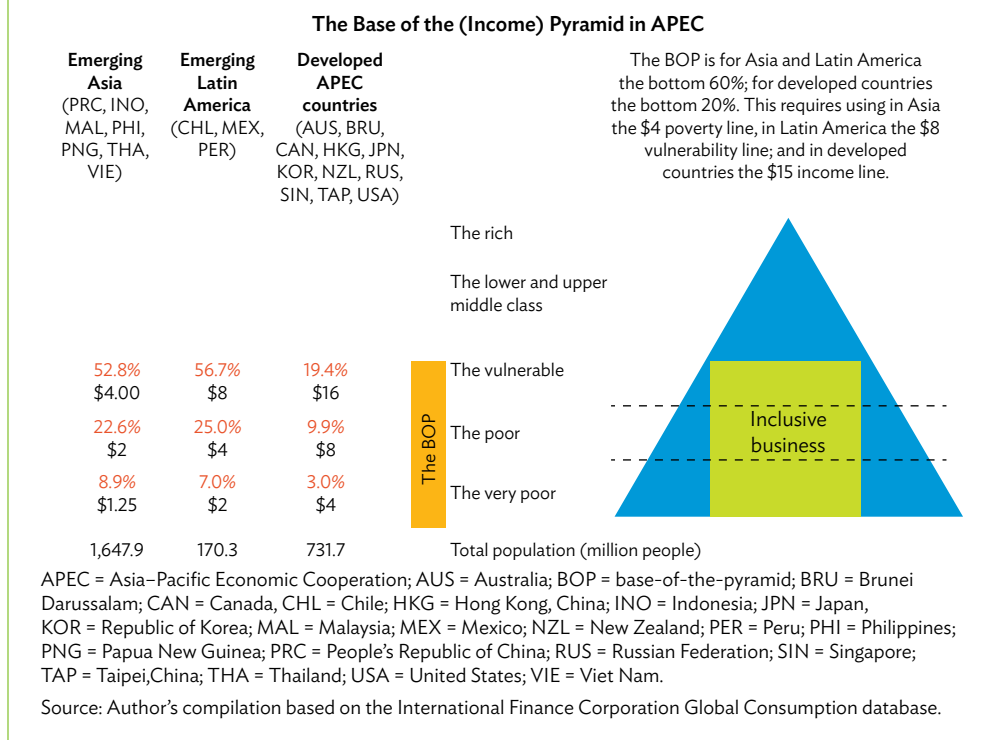 The Base of the (Income) Pyramid in APEC
Emerging
Asia
(PRC, INO,
MAL, PHI,
PNG, THA,
VIE)
Emerging
Latin
America
(CHL, MEX,
PER)
Developed
APEC
countries
(AUS, BRU,
CAN, HKG, JPN,
KOR, NZL, RUS,
SIN, TAP, USA)
The BOP is for Asia and Latin America
the bottom 60%; for developed countries
the bottom 20%. This requires using in Asia
the $4 poverty line, in Latin America the $8
vulnerability line; and in developed
countries the $15 income line.
The rich
The lower and upper
middle class
52.8% 56.7% 19.4% The vulnerable
$4.00 $8 $16
22.6% 25.0% 9.9% The poor
$2 $4 $8
8.9% 7.0% 3.0% The very poor
$1.25 $2 $4
The BOP
Inclusive
business
1,647.9 170.3 731.7 Total population (million people)
APEC = Asia–Pacific Economic Cooperation; AUS = Australia; BOP = base-of-the-pyramid; BRU = Brunei
Darussalam; CAN = Canada, CHL = Chile; HKG = Hong Kong, China; INO = Indonesia; JPN = Japan,
KOR = Republic of Korea; MAL = Malaysia; MEX = Mexico; NZL = New Zealand; PER = Peru; PHI = Philippines;
PNG = Papua New Guinea; PRC = People's Republic of China; RUS = Russian Federation; SIN = Singapore;
TAP = Taipei,China; THA = Thailand; USA = United States; VIE = Viet Nam.
Source: Author's compilation based on the International Finance Corporation Global Consumption database.